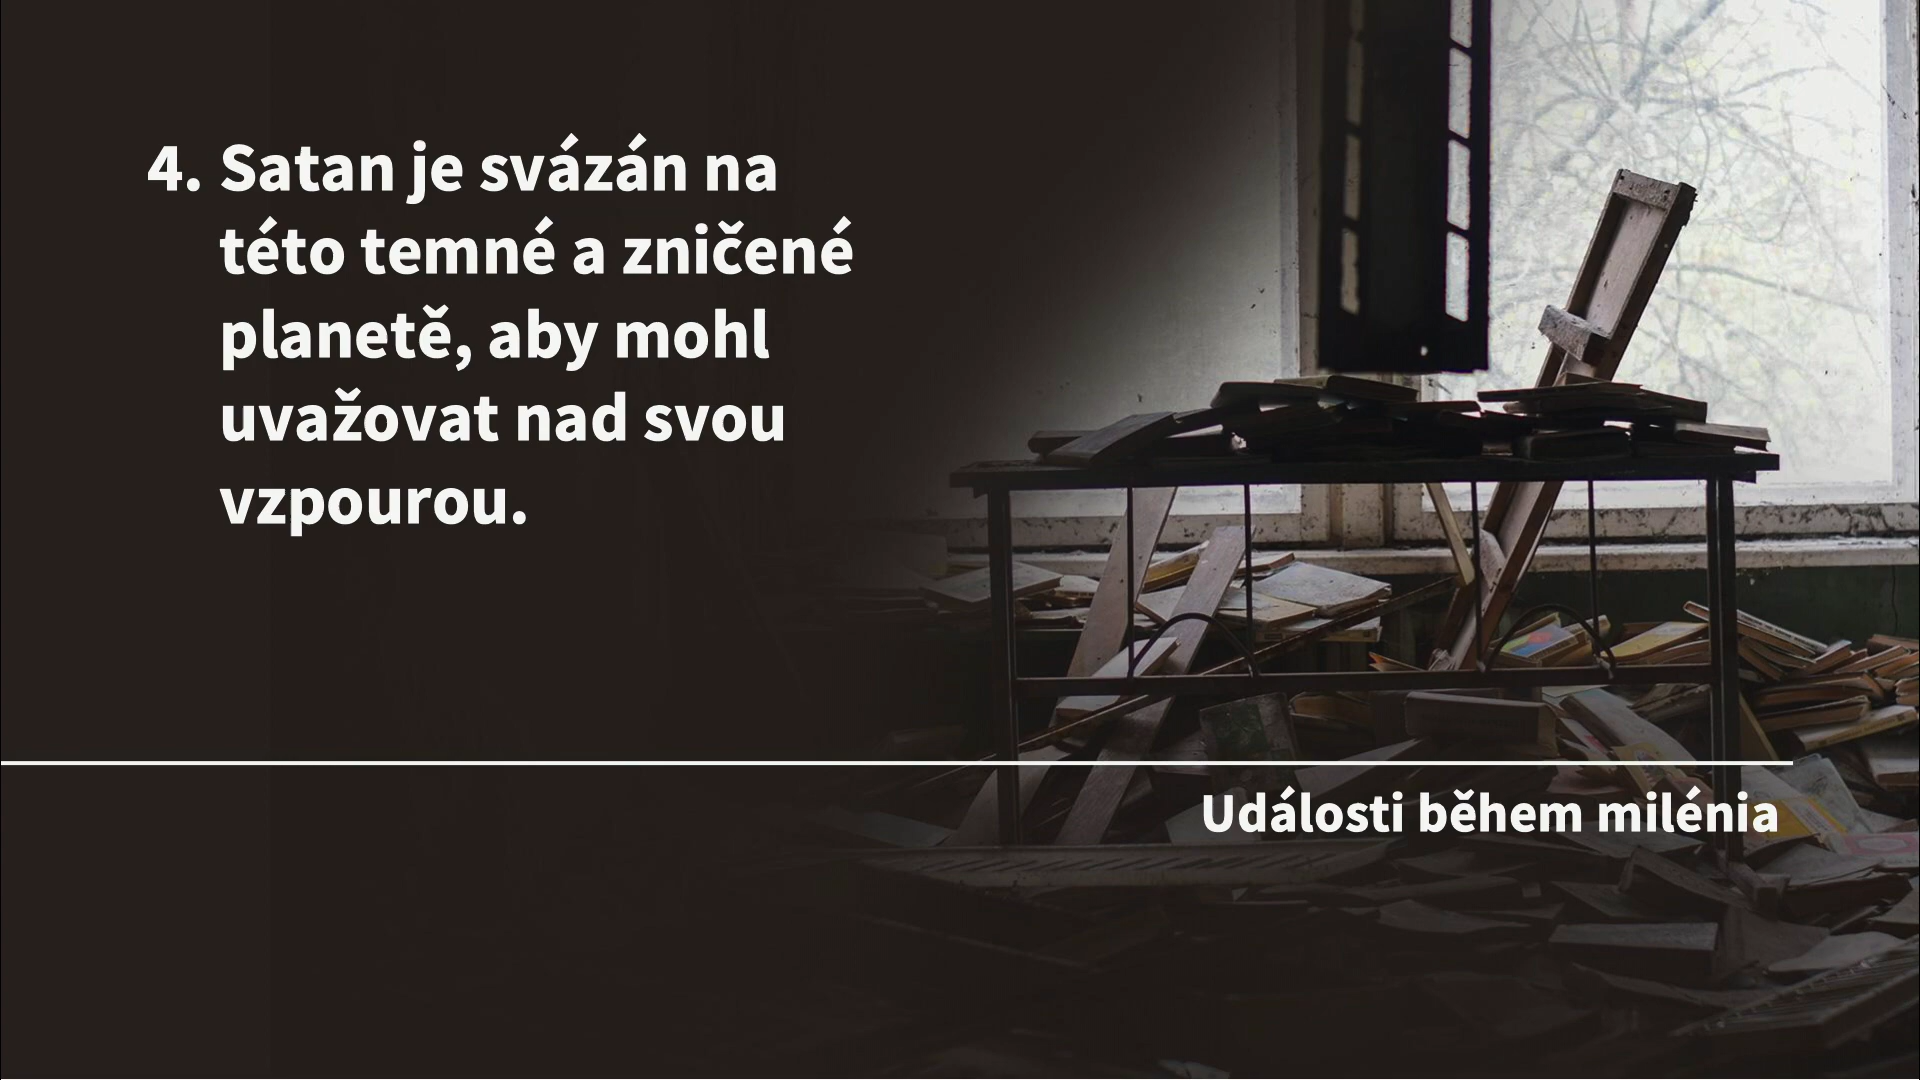 4. Satan je svázán na
této temné a zničené
planetě, aby mohl
uvažovat nad svou
vzpourou.
Události během milénia